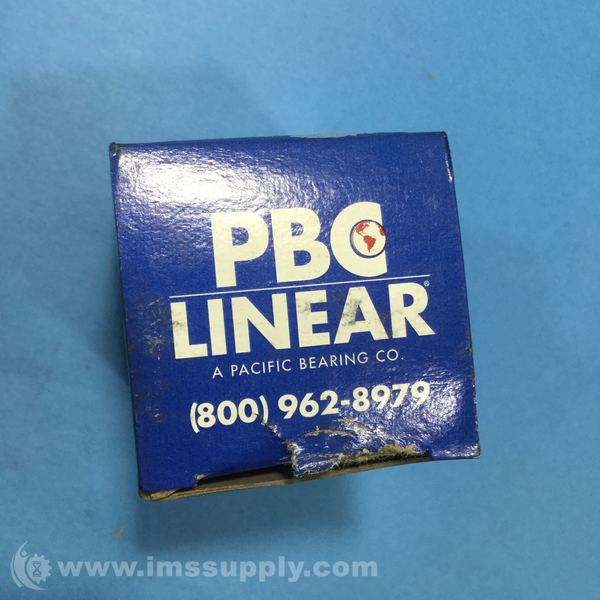 PBC
LINEAR®
A PACIFIC BEARING CO.
(800) 962-8979
www.imssupply.com